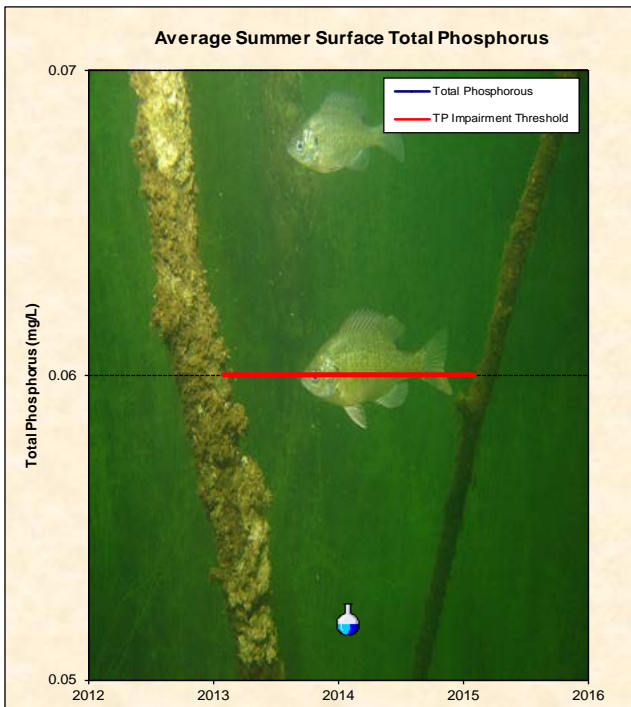 Average Summer Surface Total Phosphorus
0.07
Total Phosphorous
TP Impairment Threshold
Total Phosphorus (mg/L)
0.06
0.05
2012 2013 2014 2015 2016